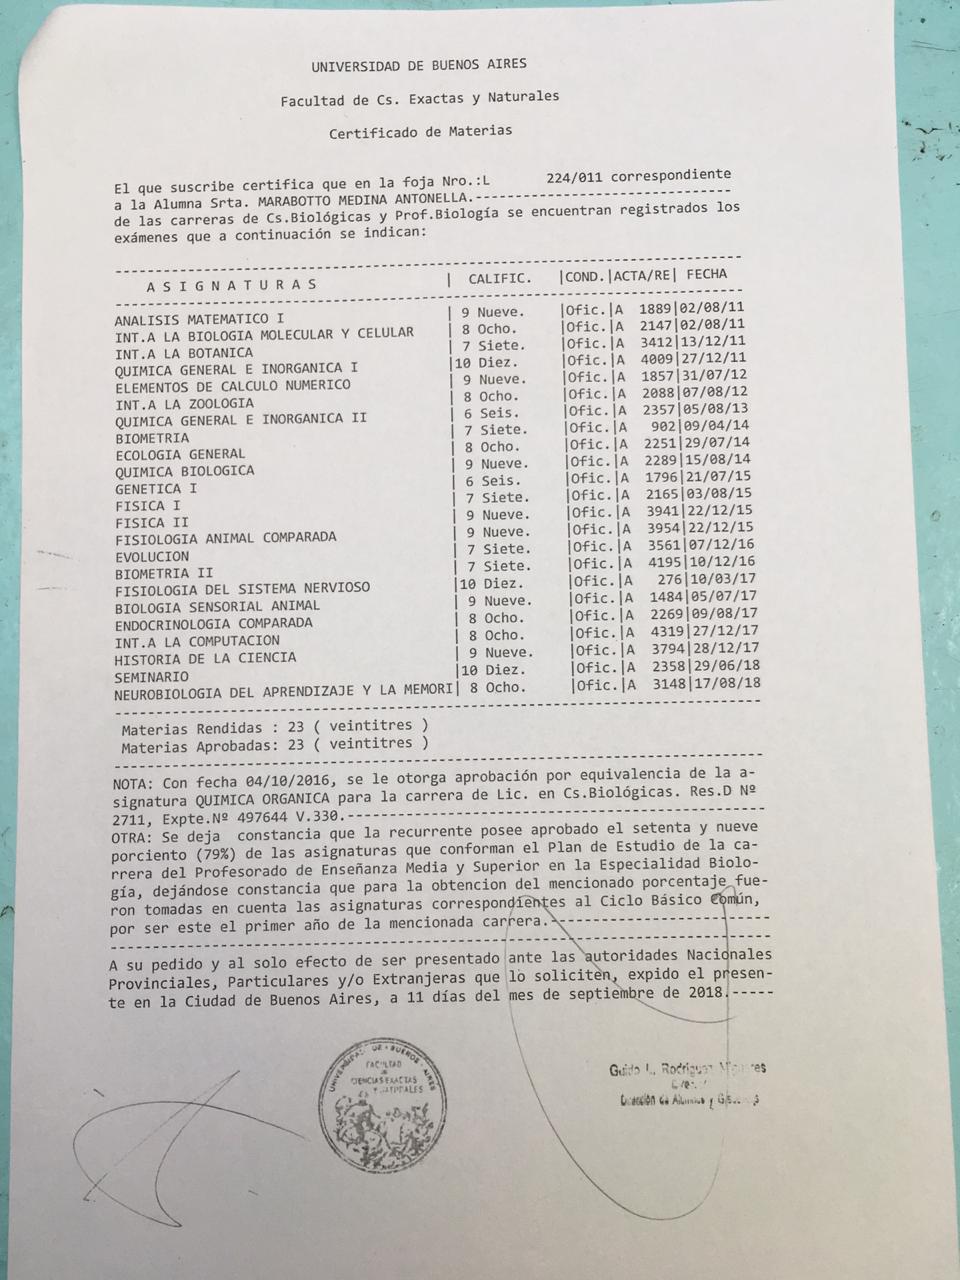 UNIVERSIDAD DE BUENOS AIRES
Facultad de Cs. Exactas y Naturales
Certificado de Materias
El que suscribe certifica que en la foja Nro.:L 224/011 correspondiente
a la Alumna Srta. MARABOTTO MEDINA ANTONELLA.--------------------------------
de las carreras de Cs.Biológicas y Prof.Biología se encuentran registrados los
exámenes que a continuación se indican:
--------------------------------------------------------------------------------
A S I G N A T U R A S | CALIFIC. |COND.|ACTA/RE| FECHA
--------------------------------------------------------------------------------
ANALISIS MATEMATICO I | 9 Nueve. |Ofic.|A 1889|02/08/11
INT.A LA BIOLOGIA MOLECULAR Y CELULAR | 8 Ocho. |Ofic.|A 2147|02/08/11
INT.A LA BOTANICA | 7 Siete. |Ofic.|A 3412|13/12/11
QUIMICA GENERAL E INORGANICA I |10 Diez. |Ofic.|A 4009|27/12/11
ELEMENTOS DE CALCULO NUMERICO | 9 Nueve. |Ofic.|A 1857|31/07/12
INT.A LA ZOOLOGIA | 8 Ocho. |Ofic.|A 2088|07/08/12
QUIMICA GENERAL E INORGANICA II | 6 Seis. |Ofic.|A 2357|05/08/13
BIOMETRIA | 7 Siete. |Ofic.|A 902|09/04/14
ECOLOGIA GENERAL | 8 Ocho. |Ofic.|A 2251|29/07/14
QUIMICA BIOLOGICA | 9 Nueve. |Ofic.|A 2289|15/08/14
GENETICA I | 6 Seis. |Ofic.|A 1796|21/07/15
FISICA I | 7 Siete. |Ofic.|A 2165|03/08/15
FISICA II | 9 Nueve. |Ofic.|A 3941|22/12/15
FISIOLOGIA ANIMAL COMPARADA | 9 Nueve. |Ofic.|A 3954|22/12/15
EVOLUCION | 7 Siete. |Ofic.|A 3561|07/12/16
BIOMETRIA II | 7 Siete. |Ofic.|A 4195|10/12/16
FISIOLOGIA DEL SISTEMA NERVIOSO |10 Diez. |Ofic.|A 276|10/03/17
BIOLOGIA SENSORIAL ANIMAL | 9 Nueve. |Ofic.|A 1484|05/07/17
ENDOCRINOLOGIA COMPARADA | 8 Ocho. |Ofic.|A 2269|09/08/17
INT.A LA COMPUTACION | 8 Ocho. |Ofic.|A 4319|27/12/17
HISTORIA DE LA CIENCIA | 9 Nueve. |Ofic.|A 3794|28/12/17
SEMINARIO |10 Diez. |Ofic.|A 2358|29/06/18
NEUROBIOLOGIA DEL APRENDIZAJE Y LA MEMORI| 8 Ocho. |Ofic.|A 3148|17/08/18
--------------------------------------------------------------------------------
Materias Rendidas : 23 ( veintitres )
Materias Aprobadas: 23 ( veintitres )
--------------------------------------------------------------------------------
NOTA: Con fecha 04/10/2016, se le otorga aprobación por equivalencia de la a-
signatura QUIMICA ORGANICA para la carrera de Lic. en Cs.Biológicas. Res.D Nº
2711, Expte.Nº 497644 V.330.----------------------------------------------------
OTRA: Se deja constancia que la recurrente posee aprobado el setenta y nueve
porciento (79%) de las asignaturas que conforman el Plan de Estudio de la ca-
rrera del Profesorado de Enseñanza Media y Superior en la Especialidad Biolo-
gía, dejándose constancia que para la obtencion del mencionado porcentaje fue-
ron tomadas en cuenta las asignaturas correspondientes al Ciclo Básico Común,
por ser este el primer año de la mencionada carrera.---------------------------
--------------------------------------------------------------------------------
A su pedido y al solo efecto de ser presentado ante las autoridades Nacionales
Provinciales, Particulares y/o Extranjeras que lo soliciten, expido el presen-
te en la Ciudad de Buenos Aires, a 11 días del mes de septiembre de 2018.-----
UNIVERSIDAD DE BUENOS AIRES
FACULTAD
DE
CIENCIAS EXACTAS
Y NATURALES
Guido L. Rodriguez
Dirección de Alumnos y